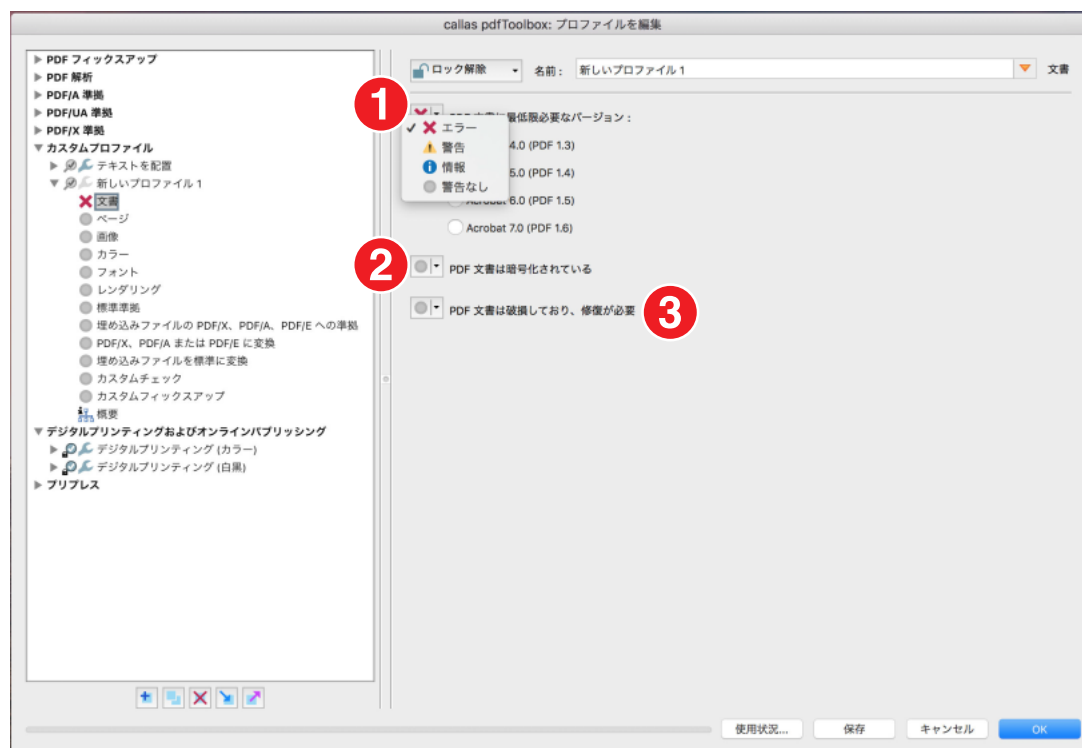 callas pdfToolbox: プロファイルを編集
PDF フィックスアップ
PDF 解析
PDF/A 準拠
PDF/UA 準拠
PDF/X 準拠
カスタムプロファイル
テキストを配置
新しいプロファイル 1
文書
ページ
画像
カラー
フォント
レンダリング
標準準拠
埋め込みファイルの PDF/X、PDF/A、PDF/E への準拠
PDF/X、PDF/A または PDF/E に変換
埋め込みファイルを標準に変換
カスタムチェック
カスタムフィックスアップ
概要
デジタルプリンティングおよびオンラインパブリッシング
デジタルプリンティング (カラー)
デジタルプリンティング (白黒)
プリプレス
ロック解除 名前: 新しいプロファイル 1 文書
1
最低限必要なバージョン:
エラー
警告
情報
警告なし
4.0 (PDF 1.3)
5.0 (PDF 1.4)
Acrobat 6.0 (PDF 1.5)
Acrobat 7.0 (PDF 1.6)
2 PDF 文書は暗号化されている
PDF 文書は破損しており、修復が必要 3
使用状況... 保存 キャンセル OK